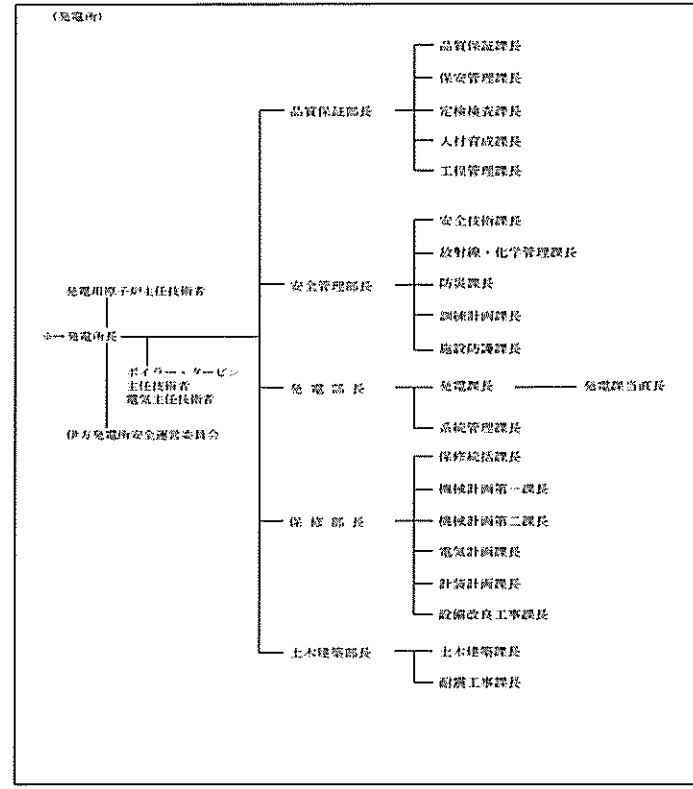 (発電所)
品質保証課長
保安管理課長
品質保証部長
定検検査課長
人材育成課長
工程管理課長
安全技術課長
放射線・化学管理課長
発電用原子炉主任技術者
安全管理部長
防災課長
訓練計画課長
発電所長
施設防護課長
ボイラー・タービン
主任技術者
電気主任技術者
発電部長
発電課長
発電課当直長
伊方発電所安全運営委員会
系統管理課長
保修統括課長
機械計画第一課長
保修部長
機械計画第二課長
電気計画課長
計装計画課長
設備改良工事課長
土木建築部長
土木建築課長
耐震工事課長